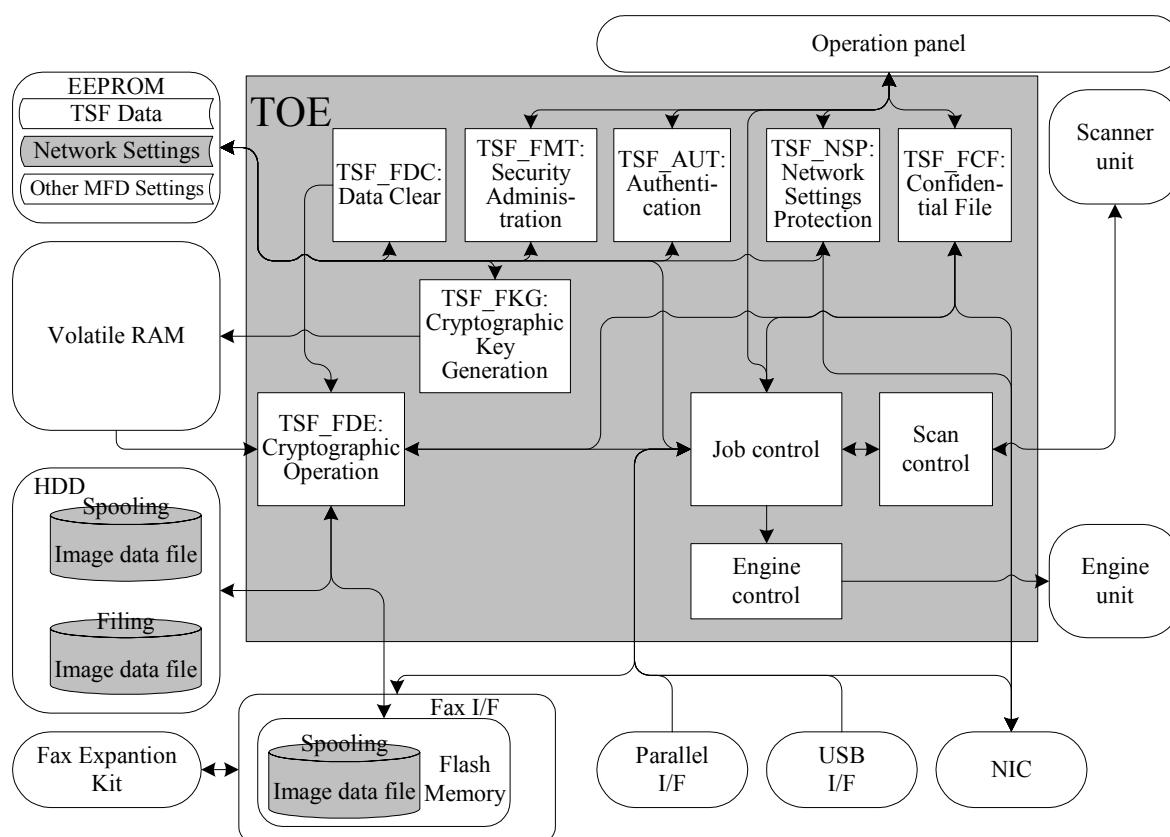 Operation panel
EEPROM
TSF Data
Network Settings
Other MFD Settings
TOE
TSF_FDC:
Data Clear
TSF_FMT:
Security
Adminis-
tration
TSF_AUT:
Authenti-
cation
TSF_NSP:
Network
Settings
Protection
TSF_FCF:
Confiden-
tial File
Scanner
unit
Volatile RAM
TSF_FKG:
Cryptographic
Key
Generation
TSF_FDE:
Cryptographic
Operation
Job control
Scan
control
HDD
Spooling
Image data file
Filing
Image data file
Engine
control
Engine
unit
Fax I/F
Spooling
Image data file
Flash
Memory
Fax Expantion
Kit
Parallel
I/F
USB
I/F
NIC